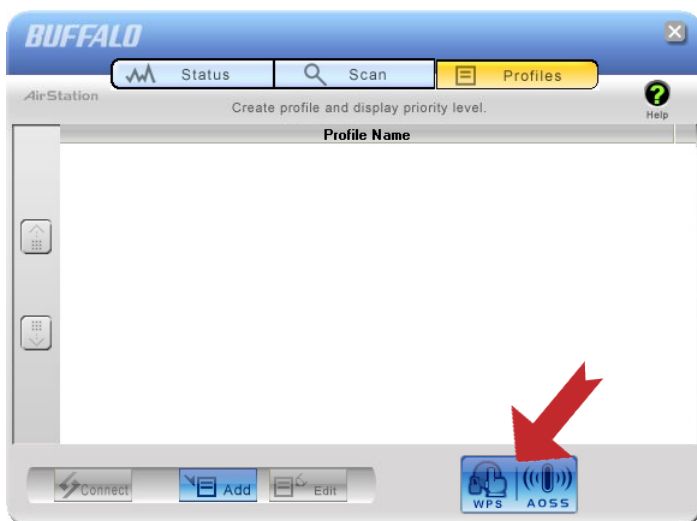 BUFFALO
Status Scan Profiles
AirStation
Create profile and display priority level.
Help
Profile Name
Connect Add Edit
WPS AOSS